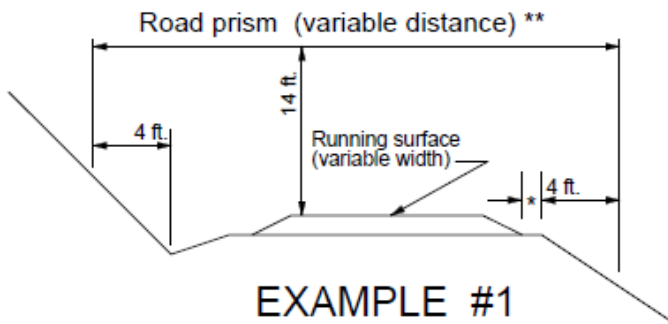 Road prism (variable distance) **
4 ft.
14 ft.
Running surface
(variable width)
*
4 ft.
EXAMPLE #1